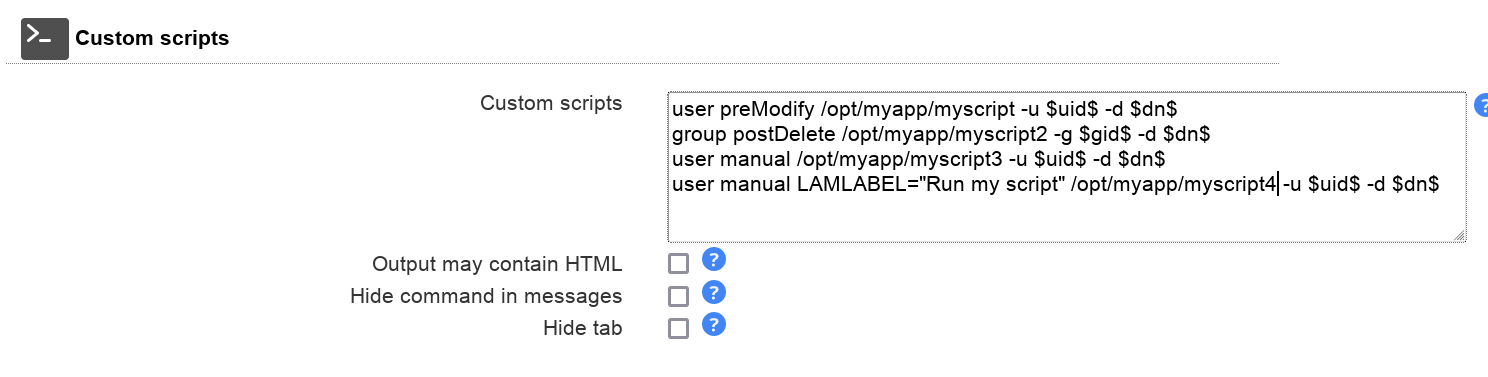 Custom scripts
Custom scripts
user preModify /opt/myapp/myscript -u $uid$ -d $dn$
group postDelete /opt/myapp/myscript2 -g $gid$ -d $dn$
user manual /opt/myapp/myscript3 -u $uid$ -d $dn$
user manual LAMLABEL="Run my script" /opt/myapp/myscript4 -u $uid$ -d $dn$
Output may contain HTML
Hide command in messages
Hide tab